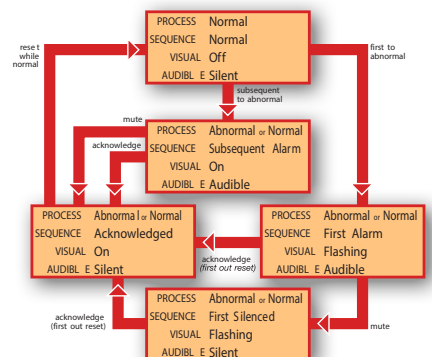 PROCESS Normal
SEQUENCE Normal
VISUAL Off
AUDIBL E Silent
rese t
while
normal
first to
abnormal
subsequent
to abnormal
mute
acknowledge
PROCESS Abnormal or Normal
SEQUENCE Subsequent Alarm
VISUAL On
AUDIBL E Audible
PROCESS Abnormal or Normal
SEQUENCE Acknowledged
VISUAL On
AUDIBL E Silent
acknowledge
(first out reset)
PROCESS Abnormal or Normal
SEQUENCE First Alarm
VISUAL Flashing
AUDIBL E Audible
acknowledge
(first out reset)
PROCESS Abnormal or Normal
SEQUENCE First Silenced
VISUAL Flashing
AUDIBL E Silent
mute